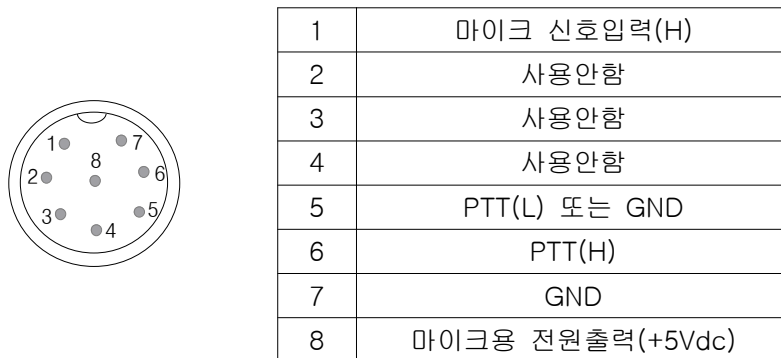 1 7
8
2 6
3 5
4
1 마이크 신호입력(H)
2 사용안함
3 사용안함
4 사용안함
5 PTT(L) 또는 GND
6 PTT(H)
7 GND
8 마이크용 전원출력(+5Vdc)